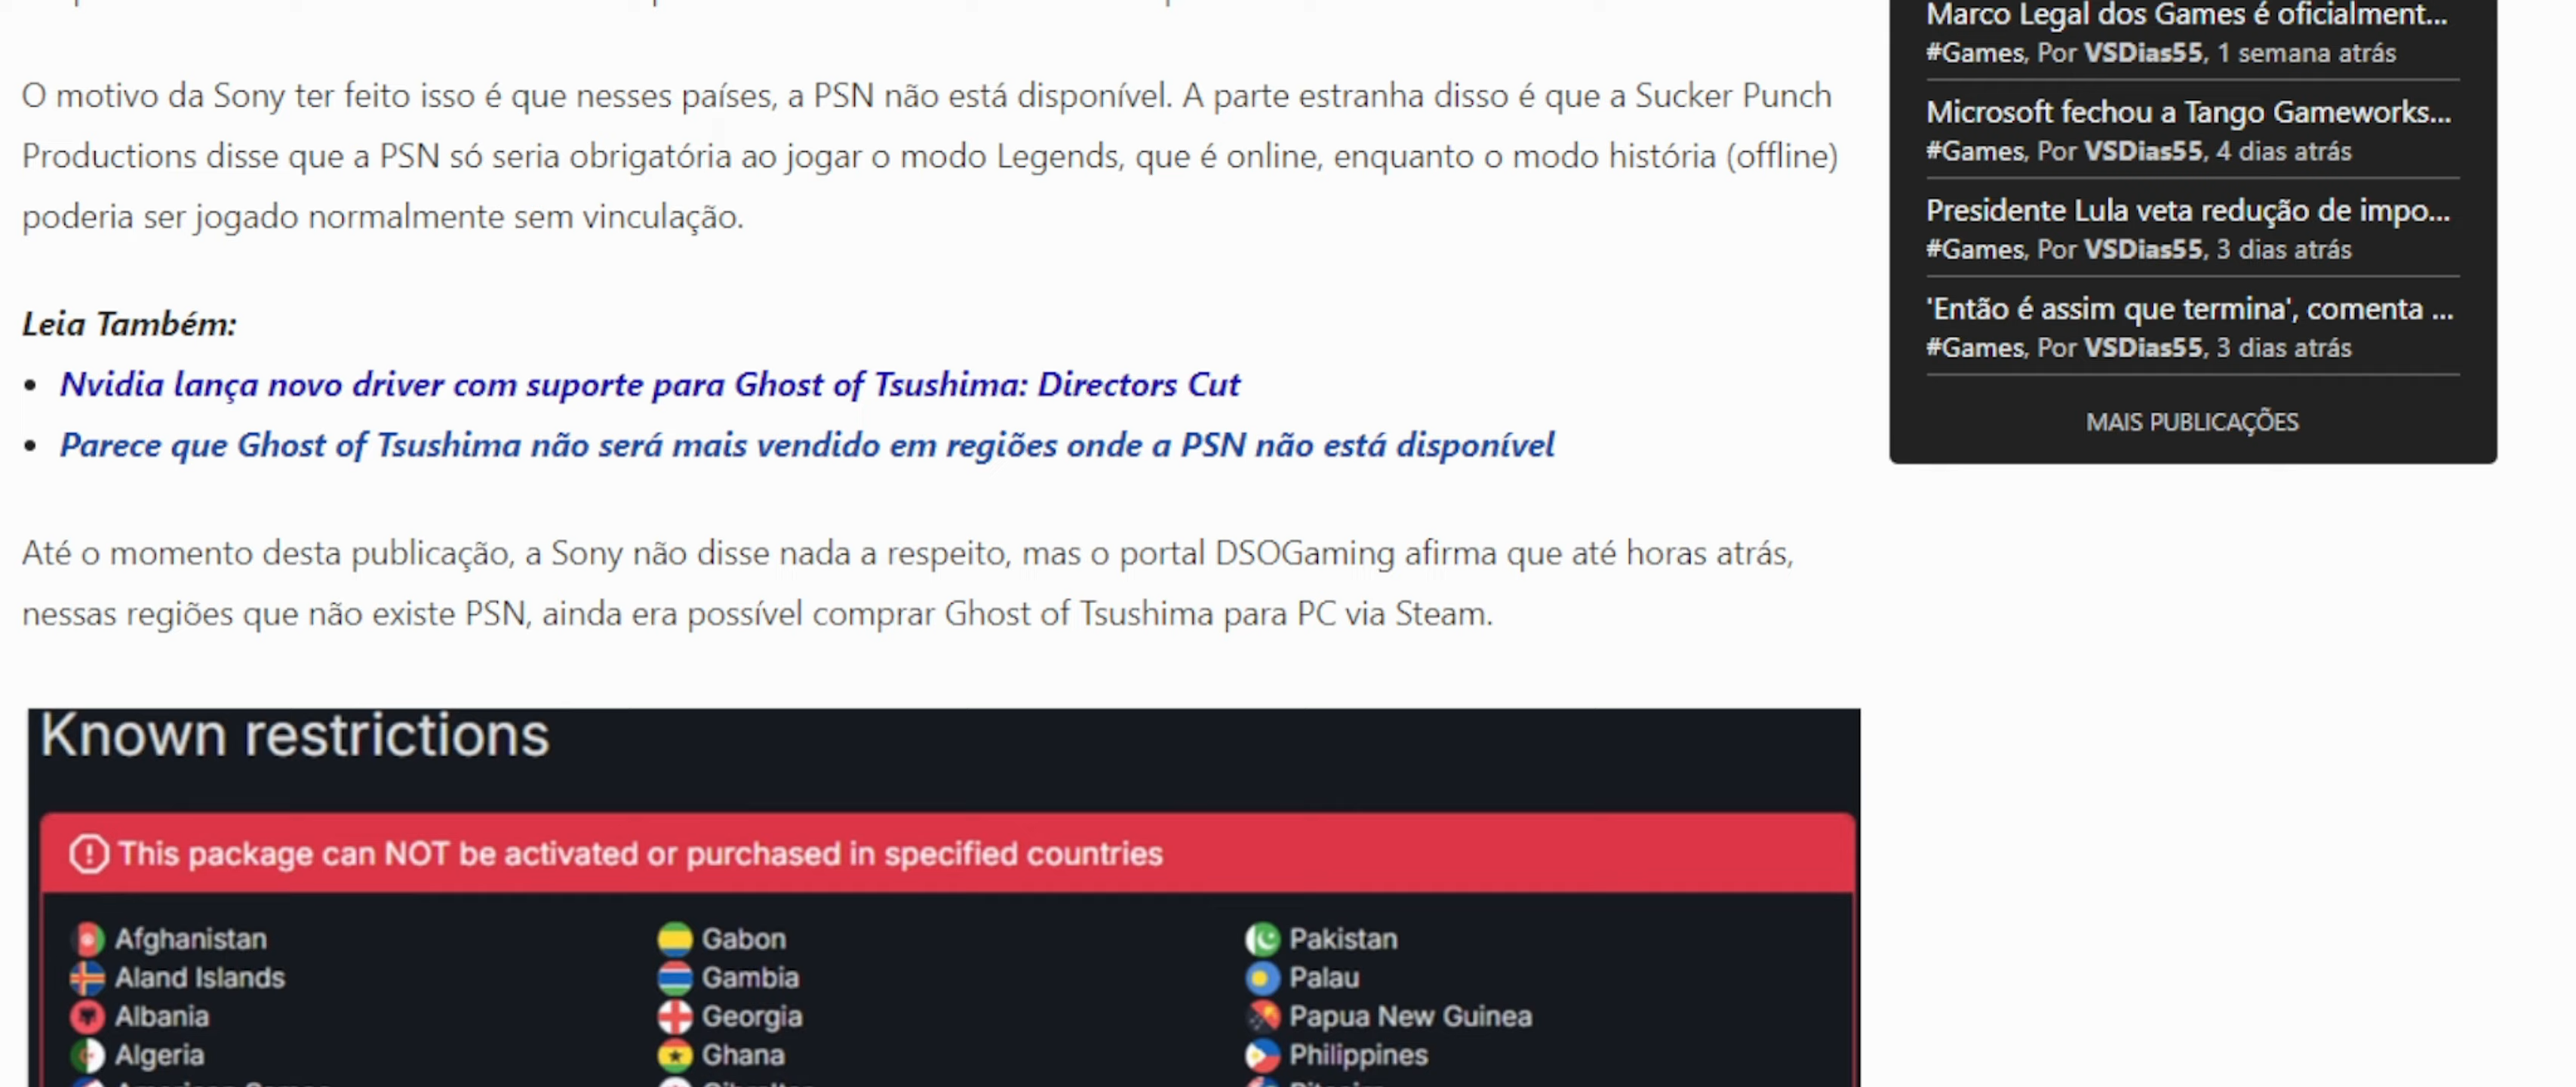 O motivo da Sony ter feito isso é que nesses países, a PSN não está disponível. A parte estranha disso é que a Sucker Punch
Productions disse que a PSN só seria obrigatória ao jogar o modo Legends, que é online, enquanto o modo história (offline)
poderia ser jogado normalmente sem vinculação.
Leia Também:
• Nvidia lança novo driver com suporte para Ghost of Tsushima: Directors Cut
• Parece que Ghost of Tsushima não será mais vendido em regiões onde a PSN não está disponível
Até o momento desta publicação, a Sony não disse nada a respeito, mas o portal DSOGaming afirma que até horas atrás,
nessas regiões que não existe PSN, ainda era possível comprar Ghost of Tsushima para PC via Steam.
Known restrictions
This package can NOT be activated or purchased in specified countries
Afghanistan
Aland Islands
Albania
Algeria
Gabon
Gambia
Georgia
Ghana
Pakistan
Palau
Papua New Guinea
Philippines
Marco Legal dos Games é oficialment...
#Games, Por VSDias55, 1 semana atrás
Microsoft fechou a Tango Gameworks...
#Games, Por VSDias55, 4 dias atrás
Presidente Lula veta redução de impo...
#Games, Por VSDias55, 3 dias atrás
'Então é assim que termina', comenta ...
#Games, Por VSDias55, 3 dias atrás
MAIS PUBLICAÇÕES